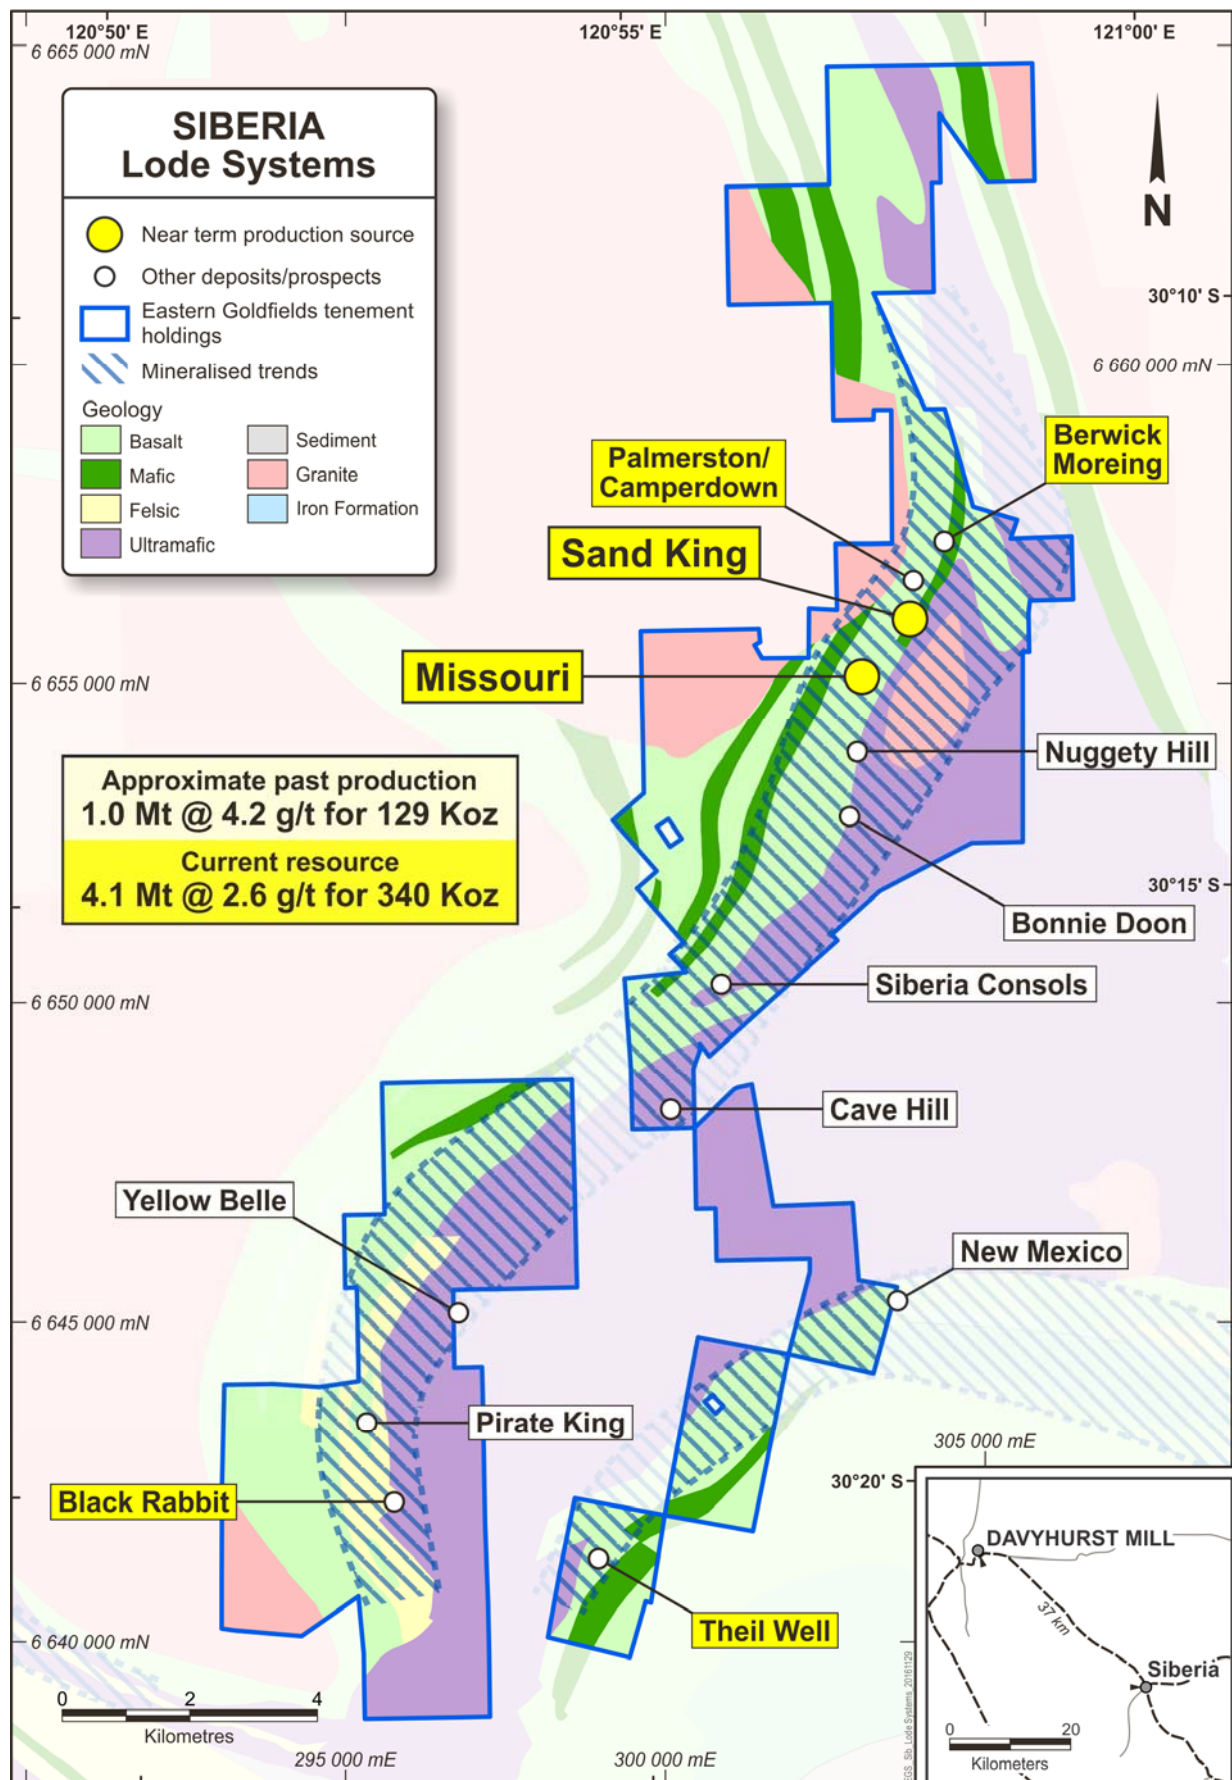 120°50' E
120°55' E
121°00' E
6 665 000 mN
SIBERIA
Lode Systems
Near term production source
Other deposits/prospects
Eastern Goldfields tenement
holdings
Mineralised trends
Geology
Basalt
Mafic
Felsic
Ultramafic
Sediment
Granite
Iron Formation
N
30°10' S
6 660 000 mN
Berwick
Moreing
Palmerston/
Camperdown
Sand King
Missouri
6 655 000 mN
Nuggety Hill
Approximate past production
1.0 Mt @ 4.2 g/t for 129 Koz
Current resource
4.1 Mt @ 2.6 g/t for 340 Koz
30°15' S
Bonnie Doon
Siberia Consols
6 650 000 mN
Cave Hill
Yellow Belle
New Mexico
6 645 000 mN
Pirate King
305 000 mE
30°20' S
Black Rabbit
Theil Well
6 640 000 mN
0 2 4
Kilometres
295 000 mE
300 000 mE
EGS_Sib_Lode Systems_20161129
DAVYHURST MILL
37 km
Siberia
0 20
Kilometers